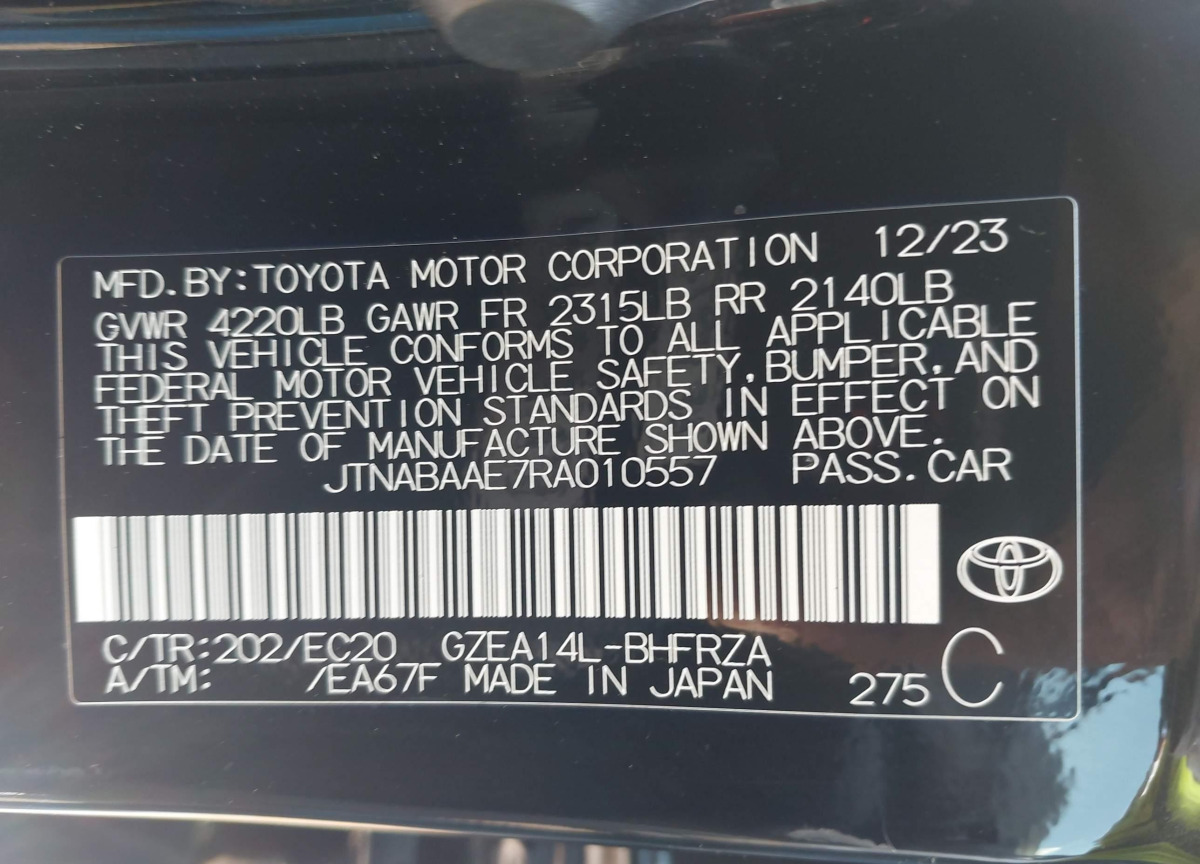 MFD.BY:TOYOTA MOTOR CORPORATION 12/23
GVWR 4220LB GAWR FR 2315LB RR 2140LB
THIS VEHICLE CONFORMS TO ALL APPLICABLE
FEDERAL MOTOR VEHICLE SAFETY,BUMPER,AND
THEFT PREVENTION STANDARDS IN EFFECT ON
THE DATE OF MANUFACTURE SHOWN ABOVE.
JTNABAAE7RA010557 PASS.CAR
C/TR:202/EC20 GZEA14L-BHFRZA
A/TM: /EA67F MADE IN JAPAN 275 C